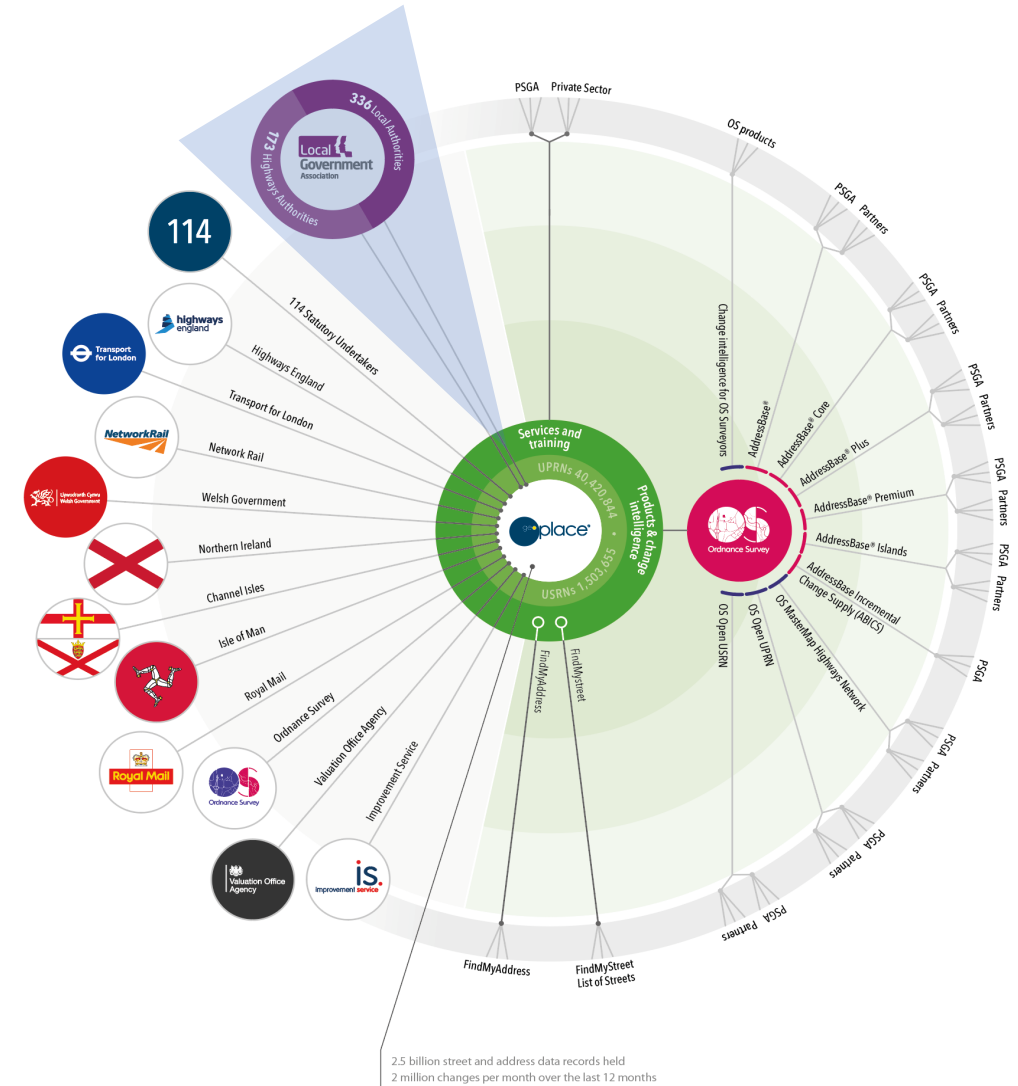 PSGA
Private Sector
OS products
PSGA
Partners
PSGA
Partners
PSGA
Partners
PSGA
Partners
PSGA
Partners
PSGA
PSGA
Partners
PSGA
Partners
PSGA
Partners
336 Local Authorities
173 Highways Authorities
Local
Government
Association
114
highways
england
Transport
for London
NetworkRail
Llywodraeth Cymru
Welsh Government
Royal Mail
Ordnance Survey
Valuation Office
Agency
is.
improvement service
114 Statutory Undertakers
Highways England
Transport for London
Network Rail
Welsh Government
Northern Ireland
Channel Isles
Isle of Man
Royal Mail
Ordnance Survey
Valuation Office Agency
Improvement Service
Services and
training
Products & change
intelligence
UPRNs 40,420,844 •
USRNs 1,503,655
geoplace®
FindMyAddress
FindMystreet
OS
Ordnance Survey
Change intelligence for OS Surveyors
AddressBase®
AddressBase® Core
AddressBase® Plus
AddressBase® Premium
AddressBase® Islands
AddressBase Incremental
Change Supply (ABICS)
OS MasterMap Highways Network
OS Open UPRN
OS Open USRN
FindMyAddress
FindMyStreet
List of Streets
2.5 billion street and address data records held
2 million changes per month over the last 12 months